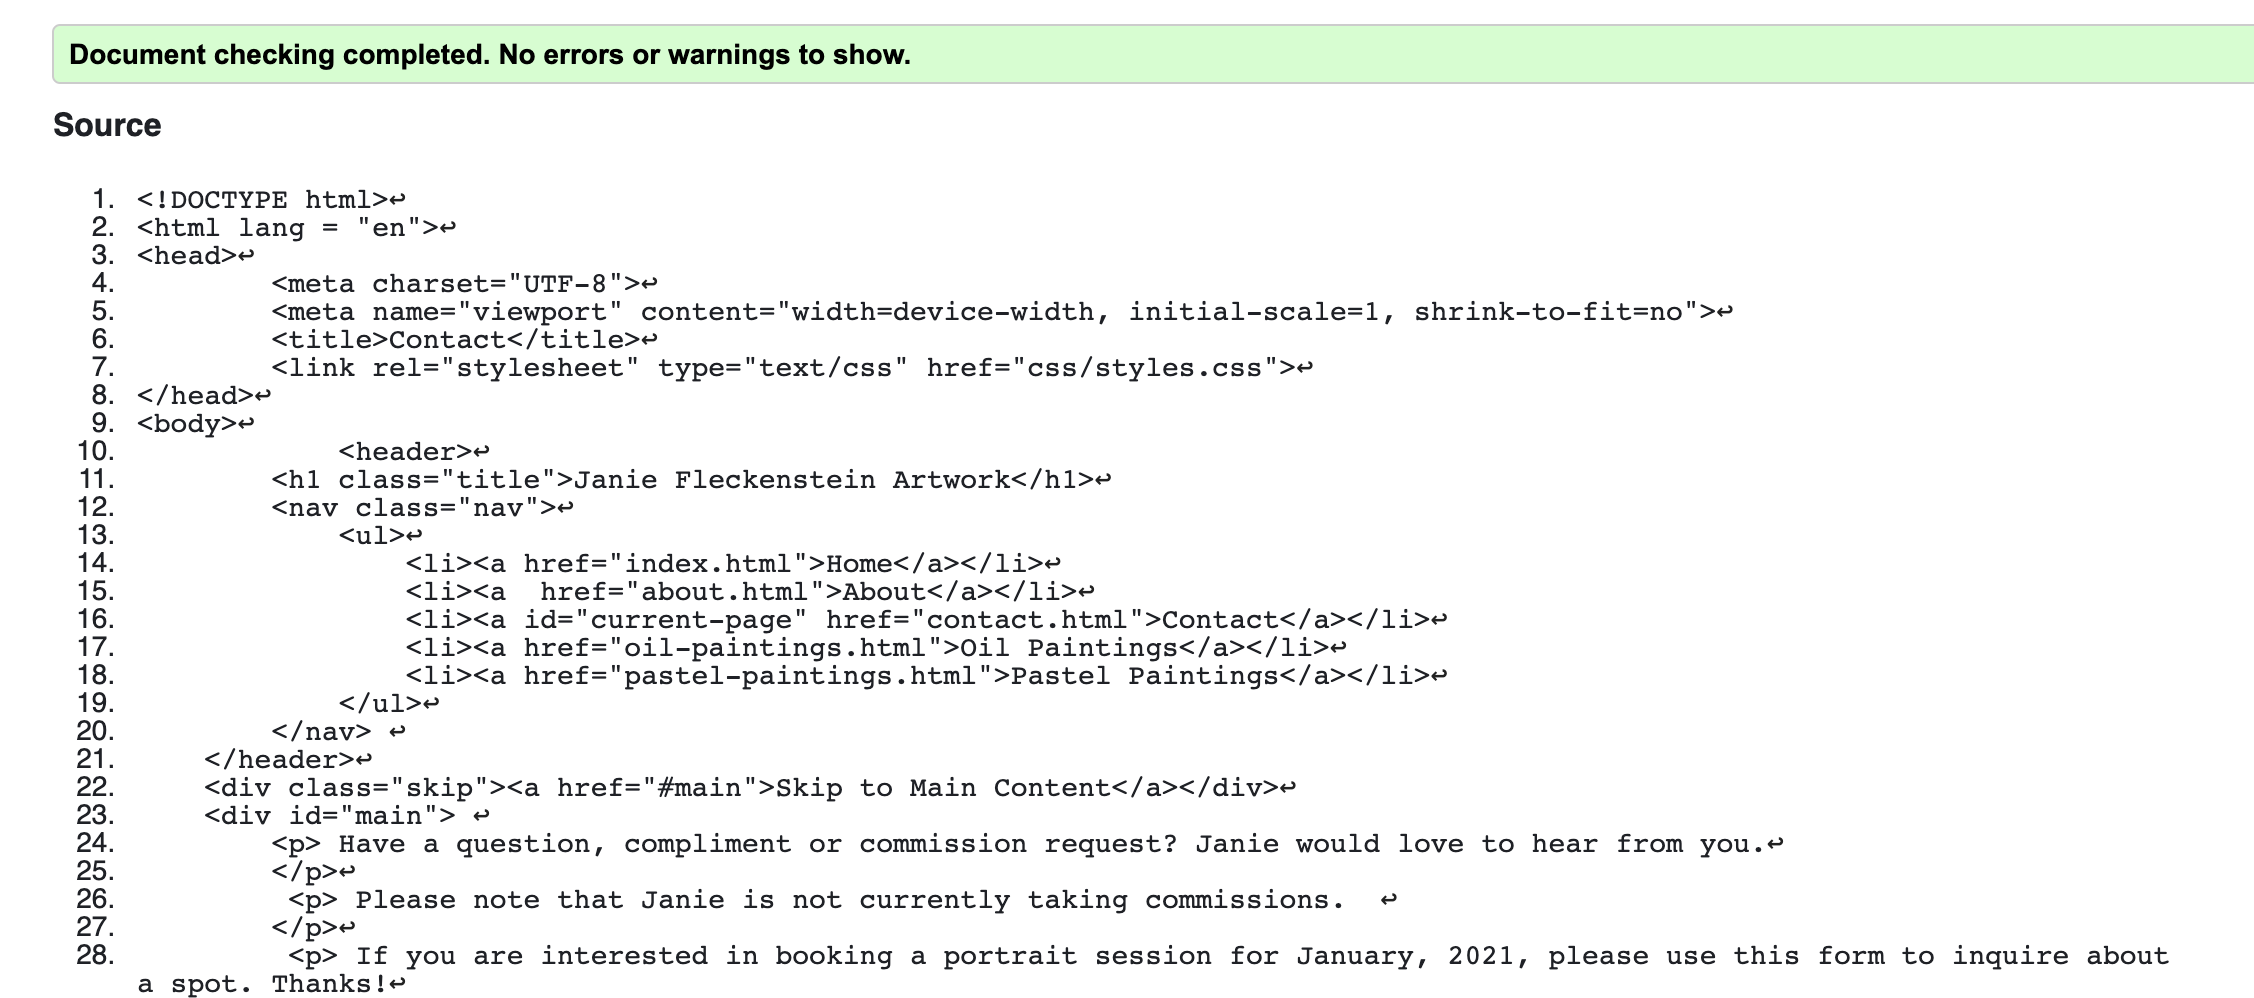 Document checking completed. No errors or warnings to show.
Source
1. <!DOCTYPE html>↩
2. <html lang = "en">↩
3. <head>↩
4.         <meta charset="UTF-8">↩
5.         <meta name="viewport" content="width=device-width, initial-scale=1, shrink-to-fit=no">↩
6.         <title>Contact</title>↩
7.         <link rel="stylesheet" type="text/css" href="css/styles.css">↩
8. </head>↩
9. <body>↩
10.             <header>↩
11.         <h1 class="title">Janie Fleckenstein Artwork</h1>↩
12.         <nav class="nav">↩
13.             <ul>↩
14.                 <li><a href="index.html">Home</a></li>↩
15.                 <li><a  href="about.html">About</a></li>↩
16.                 <li><a id="current-page" href="contact.html">Contact</a></li>↩
17.                 <li><a href="oil-paintings.html">Oil Paintings</a></li>↩
18.                 <li><a href="pastel-paintings.html">Pastel Paintings</a></li>↩
19.             </ul>↩
20.         </nav> ↩
21.     </header>↩
22.     <div class="skip"><a href="#main">Skip to Main Content</a></div>↩
23.     <div id="main"> ↩
24.         <p> Have a question, compliment or commission request? Janie would love to hear from you.↩
25.         </p>↩
26.          <p> Please note that Janie is not currently taking commissions.  ↩
27.         </p>↩
28.          <p> If you are interested in booking a portrait session for January, 2021, please use this form to inquire about
a spot. Thanks!↩